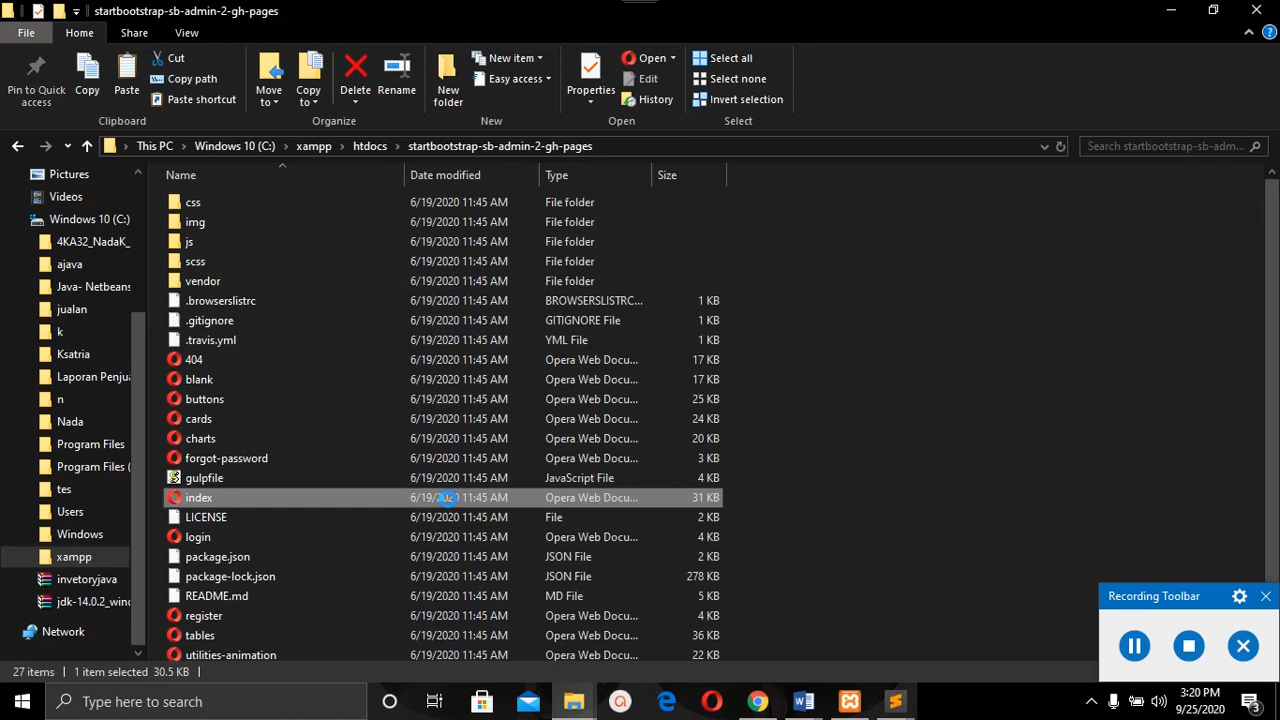 startbootstrap-sb-admin-2-gh-pages
File Home Share View
Pin to Quick access
Copy
Paste
Cut
Copy path
Paste shortcut
Clipboard
Move to
Copy to
Delete
Rename
Organize
New folder
New item
Easy access
New
Properties
Open
Edit
History
Open
Select all
Select none
Invert selection
Select
This PC Windows 10 (C:) xampp htdocs startbootstrap-sb-admin-2-gh-pages
Search startbootstrap-sb-adm...
Pictures
Videos
Windows 10 (C:)
4KA32_NadaK_
ajava
Java- Netbeans
jualan
k
Ksatria
Laporan Penjua
n
Nada
Program Files
Program Files (
tes
Users
Windows
xampp
invetoryjava
jdk-14.0.2_wind
Network
Name Date modified Type Size
css 6/19/2020 11:45 AM File folder
img 6/19/2020 11:45 AM File folder
js 6/19/2020 11:45 AM File folder
scss 6/19/2020 11:45 AM File folder
vendor 6/19/2020 11:45 AM File folder
.browserslistrc 6/19/2020 11:45 AM BROWSERSLISTRC... 1 KB
.gitignore 6/19/2020 11:45 AM GITIGNORE File 1 KB
.travis.yml 6/19/2020 11:45 AM YML File 1 KB
404 6/19/2020 11:45 AM Opera Web Docu... 17 KB
blank 6/19/2020 11:45 AM Opera Web Docu... 17 KB
buttons 6/19/2020 11:45 AM Opera Web Docu... 25 KB
cards 6/19/2020 11:45 AM Opera Web Docu... 24 KB
charts 6/19/2020 11:45 AM Opera Web Docu... 20 KB
forgot-password 6/19/2020 11:45 AM Opera Web Docu... 3 KB
gulpfile 6/19/2020 11:45 AM JavaScript File 4 KB
index 6/19/2020 11:45 AM Opera Web Docu... 31 KB
LICENSE 6/19/2020 11:45 AM File 2 KB
login 6/19/2020 11:45 AM Opera Web Docu... 4 KB
package.json 6/19/2020 11:45 AM JSON File 2 KB
package-lock.json 6/19/2020 11:45 AM JSON File 278 KB
README.md 6/19/2020 11:45 AM MD File 5 KB
register 6/19/2020 11:45 AM Opera Web Docu... 4 KB
tables 6/19/2020 11:45 AM Opera Web Docu... 36 KB
utilities-animation 6/19/2020 11:45 AM Opera Web Docu... 22 KB
27 items 1 item selected 30.5 KB
Recording Toolbar
Type here to search
3:20 PM
9/25/2020
3